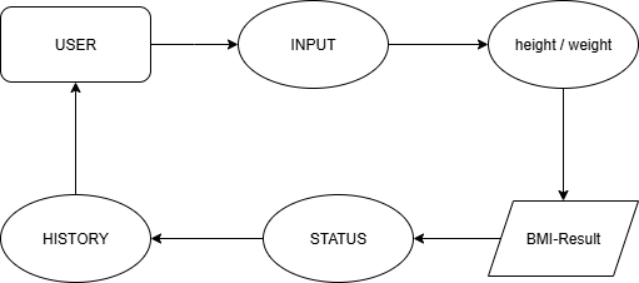 USER
INPUT
height / weight
HISTORY
STATUS
BMI-Result